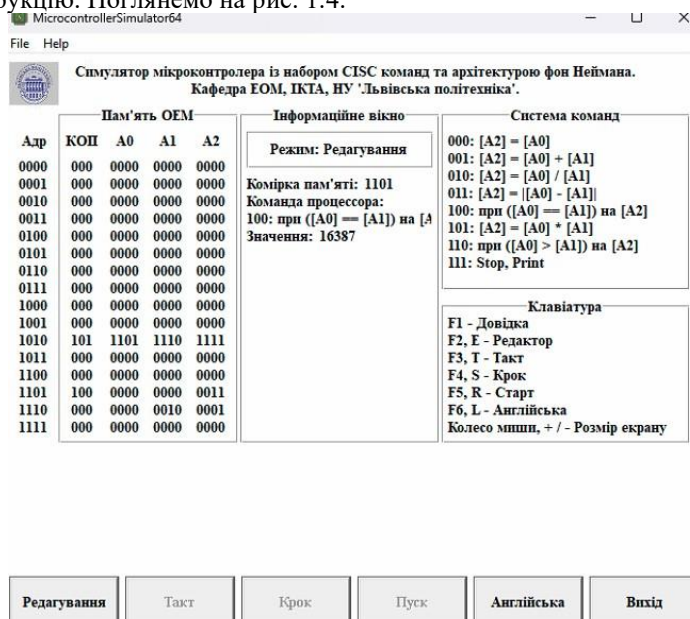 рукцію. Поглянемо на рис. 1.4.
MicrocontrollerSimulator64
File Help
Симулятор мікроконтролера із набором CISC команд та архітектурою фон Неймана.
Кафедра ЕОМ, ІКТА, НУ 'Львівська політехніка'.
Пам'ять ОЕМ
Адр КОП A0 A1 A2
0000 000 0000 0000 0000
0001 000 0000 0000 0000
0010 000 0000 0000 0000
0011 000 0000 0000 0000
0100 000 0000 0000 0000
0101 000 0000 0000 0000
0110 000 0000 0000 0000
0111 000 0000 0000 0000
1000 000 0000 0000 0000
1001 000 0000 0000 0000
1010 101 1101 1110 1111
1011 000 0000 0000 0000
1100 000 0000 0000 0000
1101 100 0000 0000 0011
1110 000 0000 0010 0001
1111 000 0000 0000 0000
Інформаційне вікно
Режим: Редагування
Комірка пам'яті: 1101
Команда процессора:
100: при ([A0] == [A1]) на [A
Значення: 16387
Система команд
000: [A2] = [A0]
001: [A2] = [A0] + [A1]
010: [A2] = [A0] / [A1]
011: [A2] = |[A0] - [A1]|
100: при ([A0] == [A1]) на [A2]
101: [A2] = [A0] * [A1]
110: при ([A0] > [A1]) на [A2]
111: Stop, Print
Клавіатура
F1 - Довідка
F2, E - Редактор
F3, T - Такт
F4, S - Крок
F5, R - Старт
F6, L - Англійська
Колесо миши, + / - Розмір екрану
Редагування Такт Крок Пуск Англійська Вихід